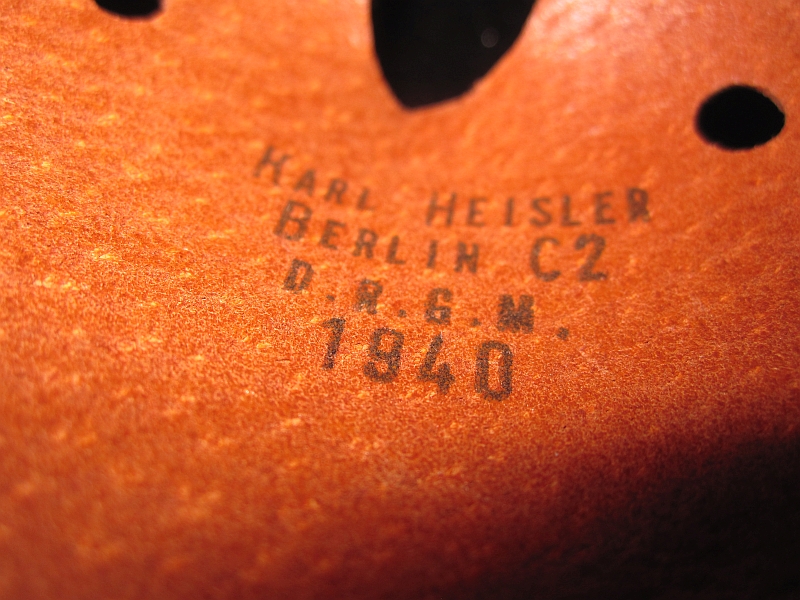 KARL HEISLER
BERLIN C2
D.R.G.M.
1940